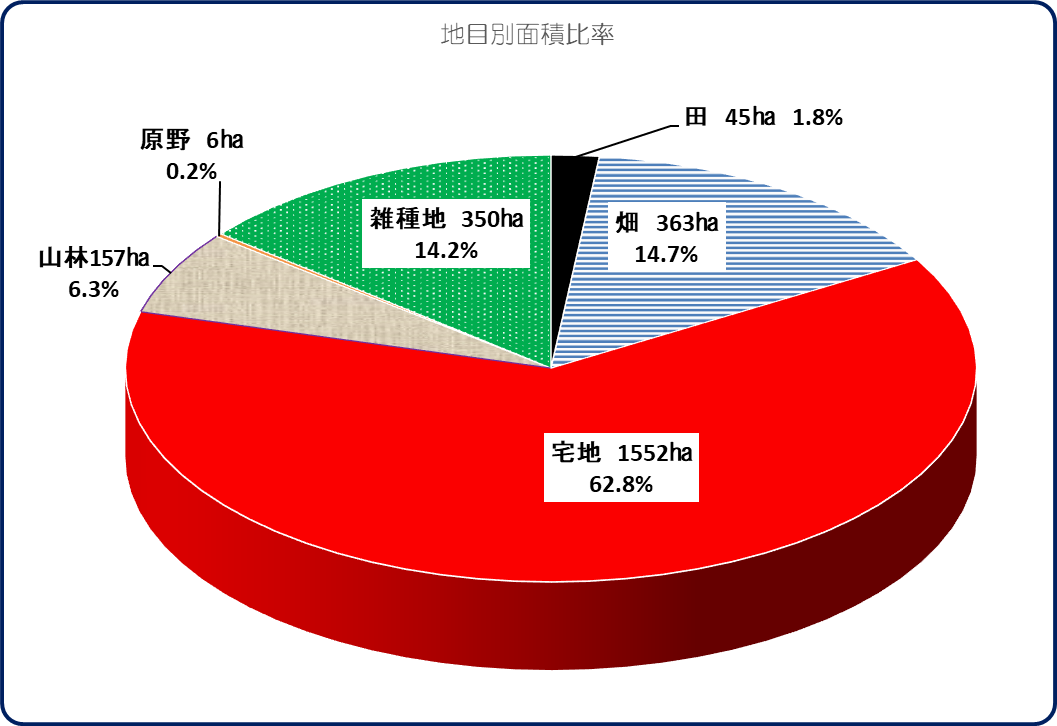 地目別面積比率
田　45ha　1.8%
原野　6ha
0.2%
雑種地　350ha
14.2%
畑　363ha
14.7%
山林157ha
6.3%
宅地　1552ha
62.8%